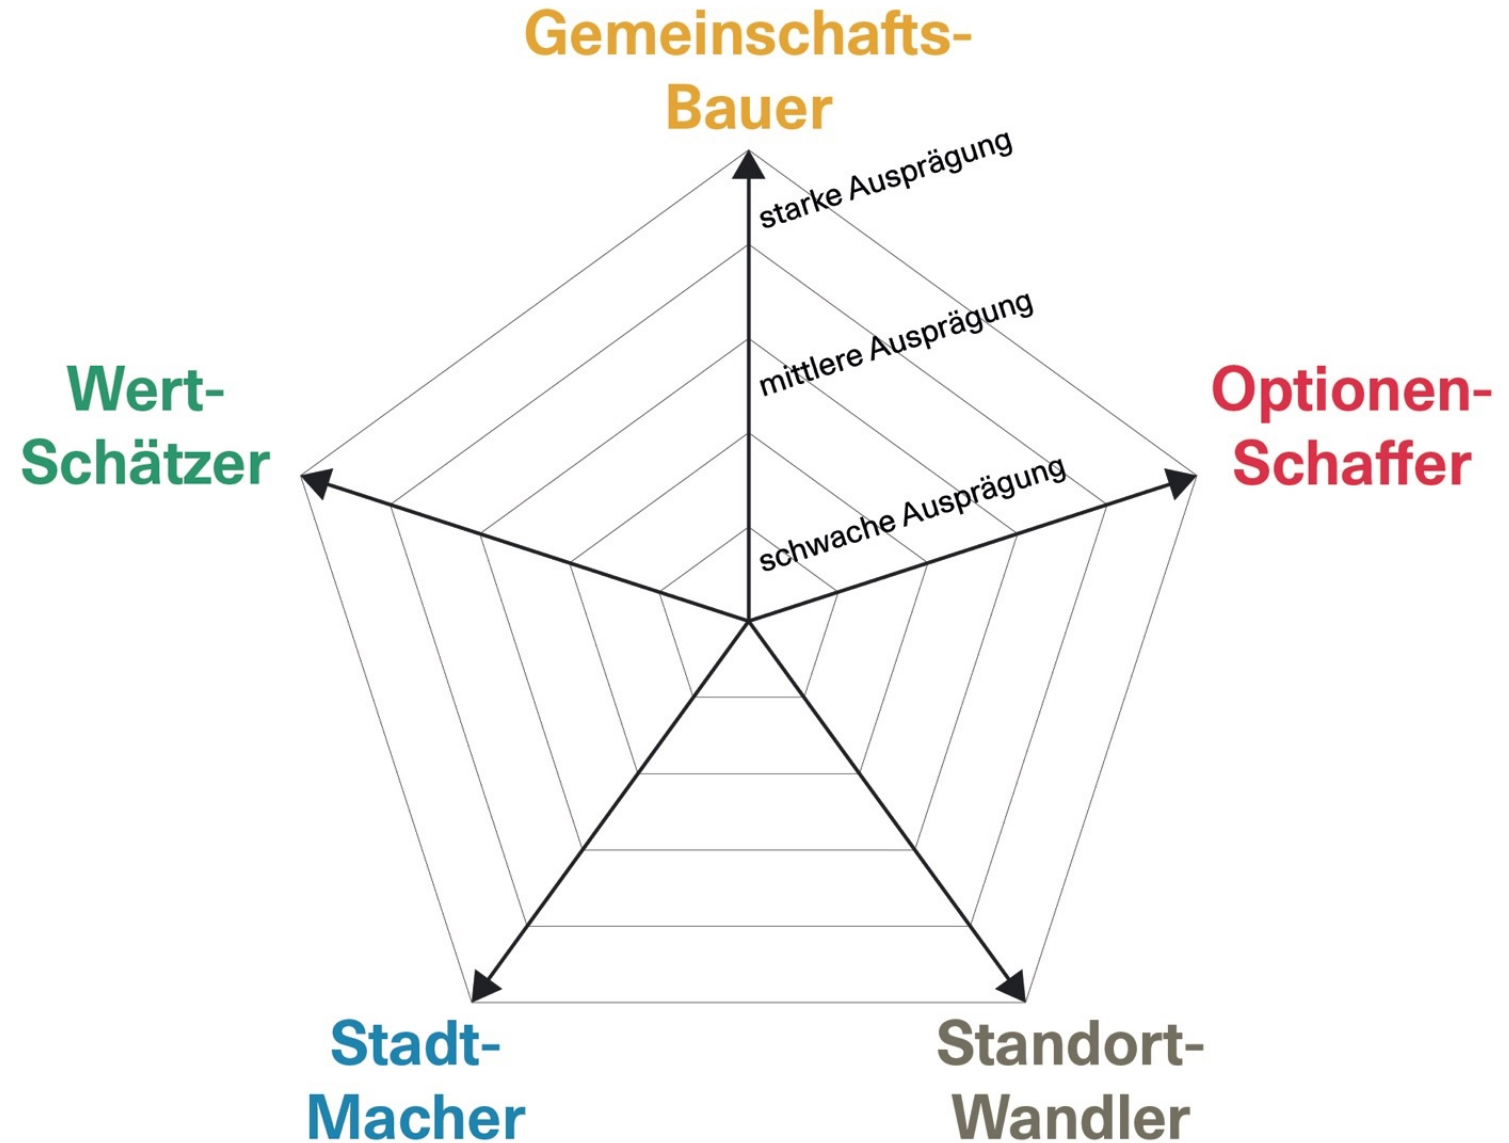 Gemeinschafts-
Bauer
starke Ausprägung
mittlere Ausprägung
schwache Ausprägung
Wert-
Schätzer
Optionen-
Schaffer
Stadt-
Macher
Standort-
Wandler